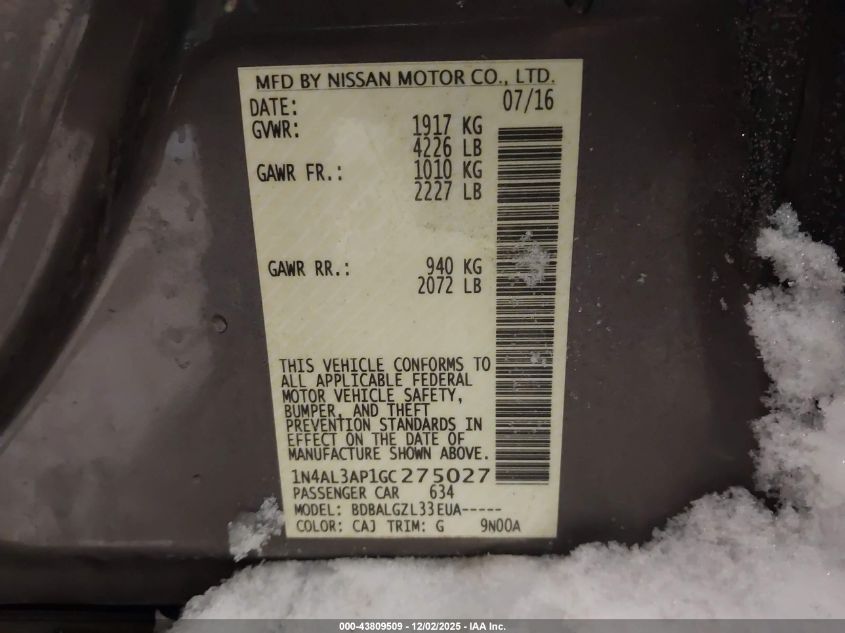 MFD BY NISSAN MOTOR CO., LTD.
DATE: 07/16
GVWR: 1917 KG
4226 LB
GAWR FR.: 1010 KG
2227 LB
GAWR RR.: 940 KG
2072 LB
THIS VEHICLE CONFORMS TO
ALL APPLICABLE FEDERAL
MOTOR VEHICLE SAFETY,
BUMPER, AND THEFT
PREVENTION STANDARDS IN
EFFECT ON THE DATE OF
MANUFACTURE SHOWN ABOVE.
1N4AL3AP1GC275027
PASSENGER CAR 634
MODEL: BDBALGZL33EUA-----
COLOR: CAJ TRIM: G 9N00A
000-43809509 - 12/02/2025 - IAA Inc.